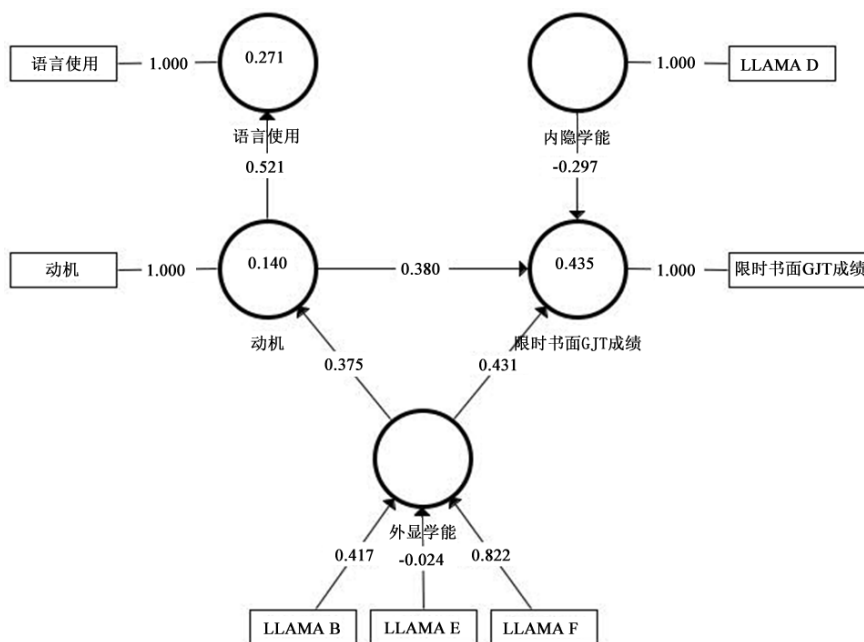 语言使用
1.000
0.271
1.000
LLAMA D
语言使用
内隐学能
0.521
-0.297
动机
1.000
0.140
0.380
0.435
1.000
限时书面GJT成绩
动机
限时书面GJT成绩
0.375
0.431
外显学能
0.417
-0.024
0.822
LLAMA B
LLAMA E
LLAMA F